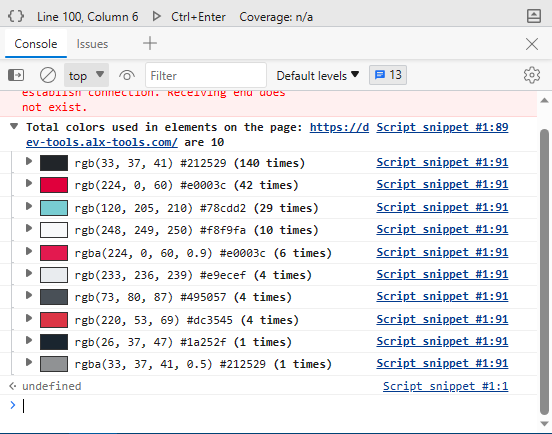 {} Line 100, Column 6 Ctrl+Enter Coverage: n/a
Console Issues
top Filter Default levels 13
establish connection. Receiving end does
not exist.
Total colors used in elements on the page: https://d Script snippet #1:89
ev-tools.alx-tools.com/ are 10
rgb(33, 37, 41) #212529 (140 times) Script snippet #1:91
rgb(224, 0, 60) #e0003c (42 times) Script snippet #1:91
rgb(120, 205, 210) #78cdd2 (29 times) Script snippet #1:91
rgb(248, 249, 250) #f8f9fa (10 times) Script snippet #1:91
rgba(224, 0, 60, 0.9) #e0003c (6 times) Script snippet #1:91
rgb(233, 236, 239) #e9ecef (4 times) Script snippet #1:91
rgb(73, 80, 87) #495057 (4 times) Script snippet #1:91
rgb(220, 53, 69) #dc3545 (4 times) Script snippet #1:91
rgb(26, 37, 47) #1a252f (1 times) Script snippet #1:91
rgba(33, 37, 41, 0.5) #212529 (1 times) Script snippet #1:91
undefined Script snippet #1:1